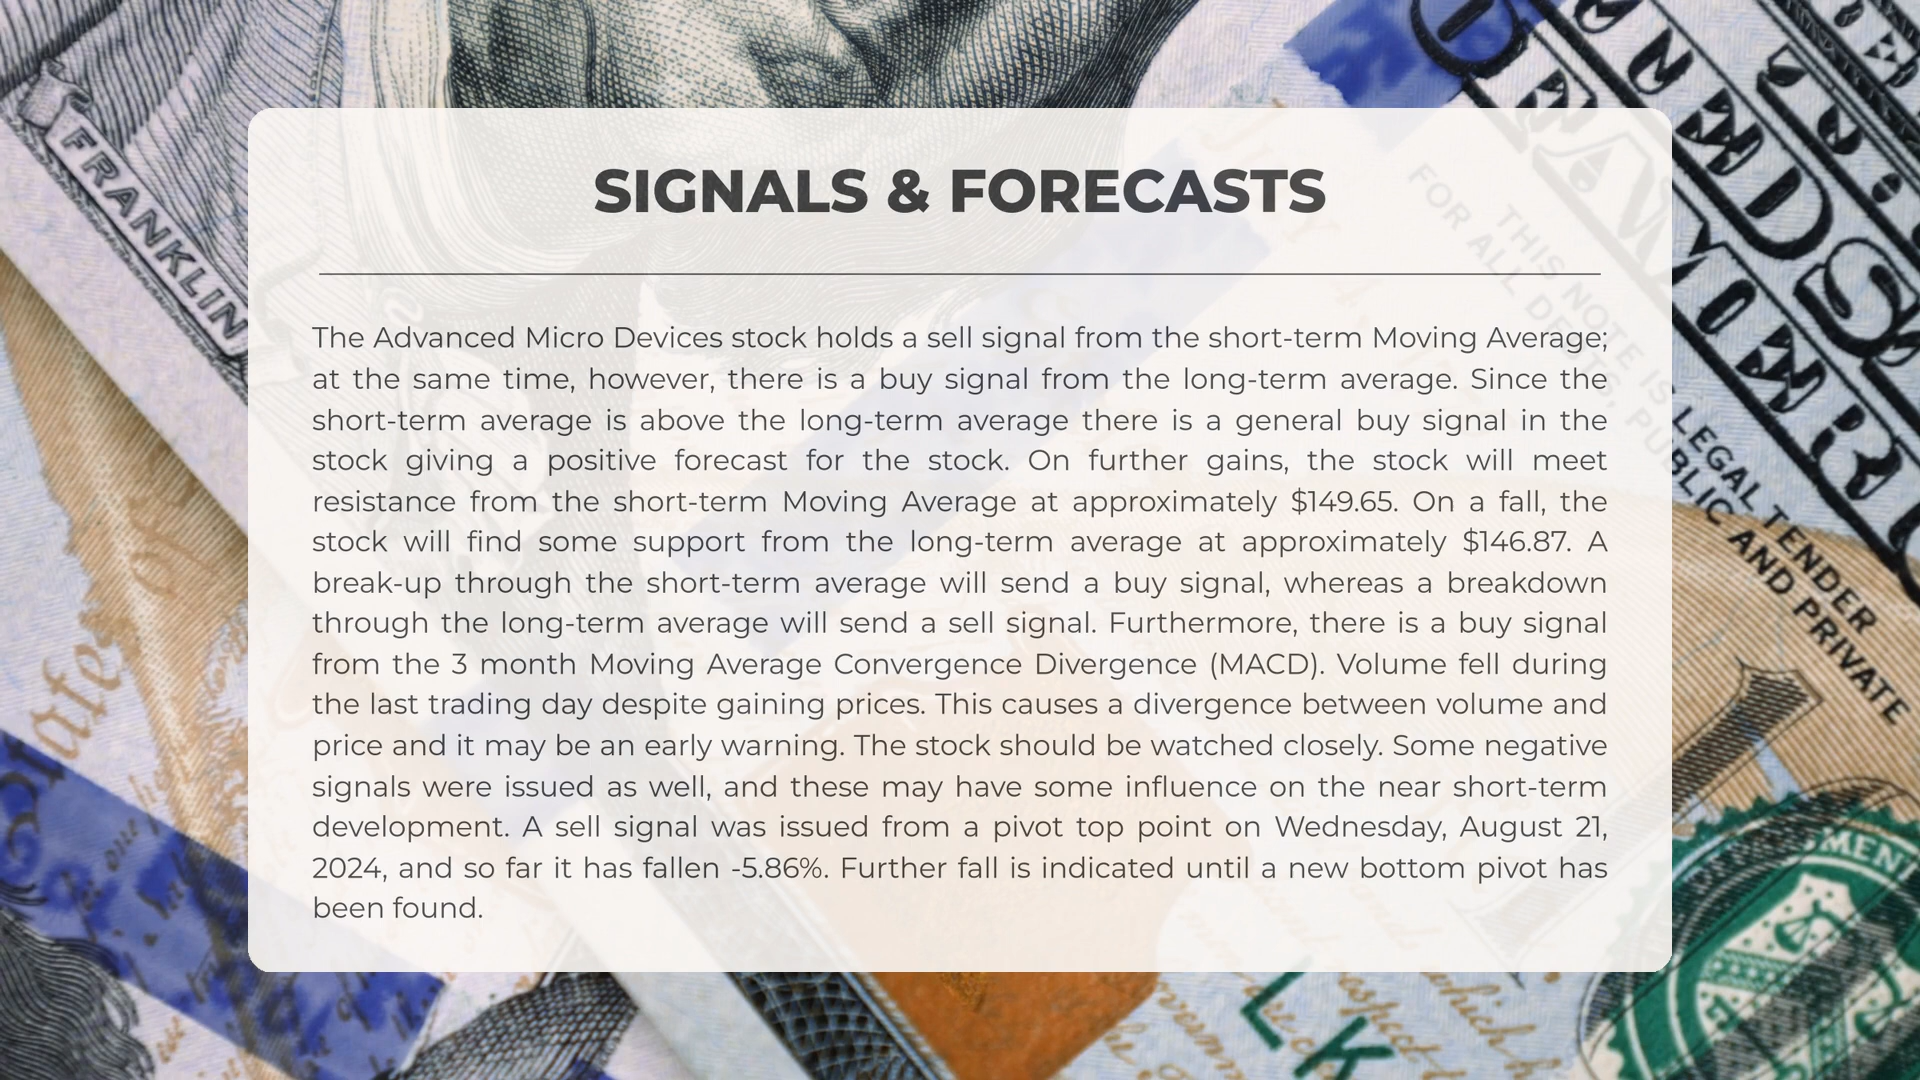 FRANKLIN
SIGNALS & FORECASTS
THIS NOTE IS LEGAL TENDER
FOR ALL DEBTS, PUBLIC AND PRIVATE
The Advanced Micro Devices stock holds a sell signal from the short-term Moving Average;
at the same time, however, there is a buy signal from the long-term average. Since the
short-term average is above the long-term average there is a general buy signal in the
stock giving a positive forecast for the stock. On further gains, the stock will meet
resistance from the short-term Moving Average at approximately $149.65. On a fall, the
stock will find some support from the long-term average at approximately $146.87. A
break-up through the short-term average will send a buy signal, whereas a breakdown
through the long-term average will send a sell signal. Furthermore, there is a buy signal
from the 3 month Moving Average Convergence Divergence (MACD). Volume fell during
the last trading day despite gaining prices. This causes a divergence between volume and
price and it may be an early warning. The stock should be watched closely. Some negative
signals were issued as well, and these may have some influence on the near short-term
development. A sell signal was issued from a pivot top point on Wednesday, August 21,
2024, and so far it has fallen -5.86%. Further fall is indicated until a new bottom pivot has
been found.